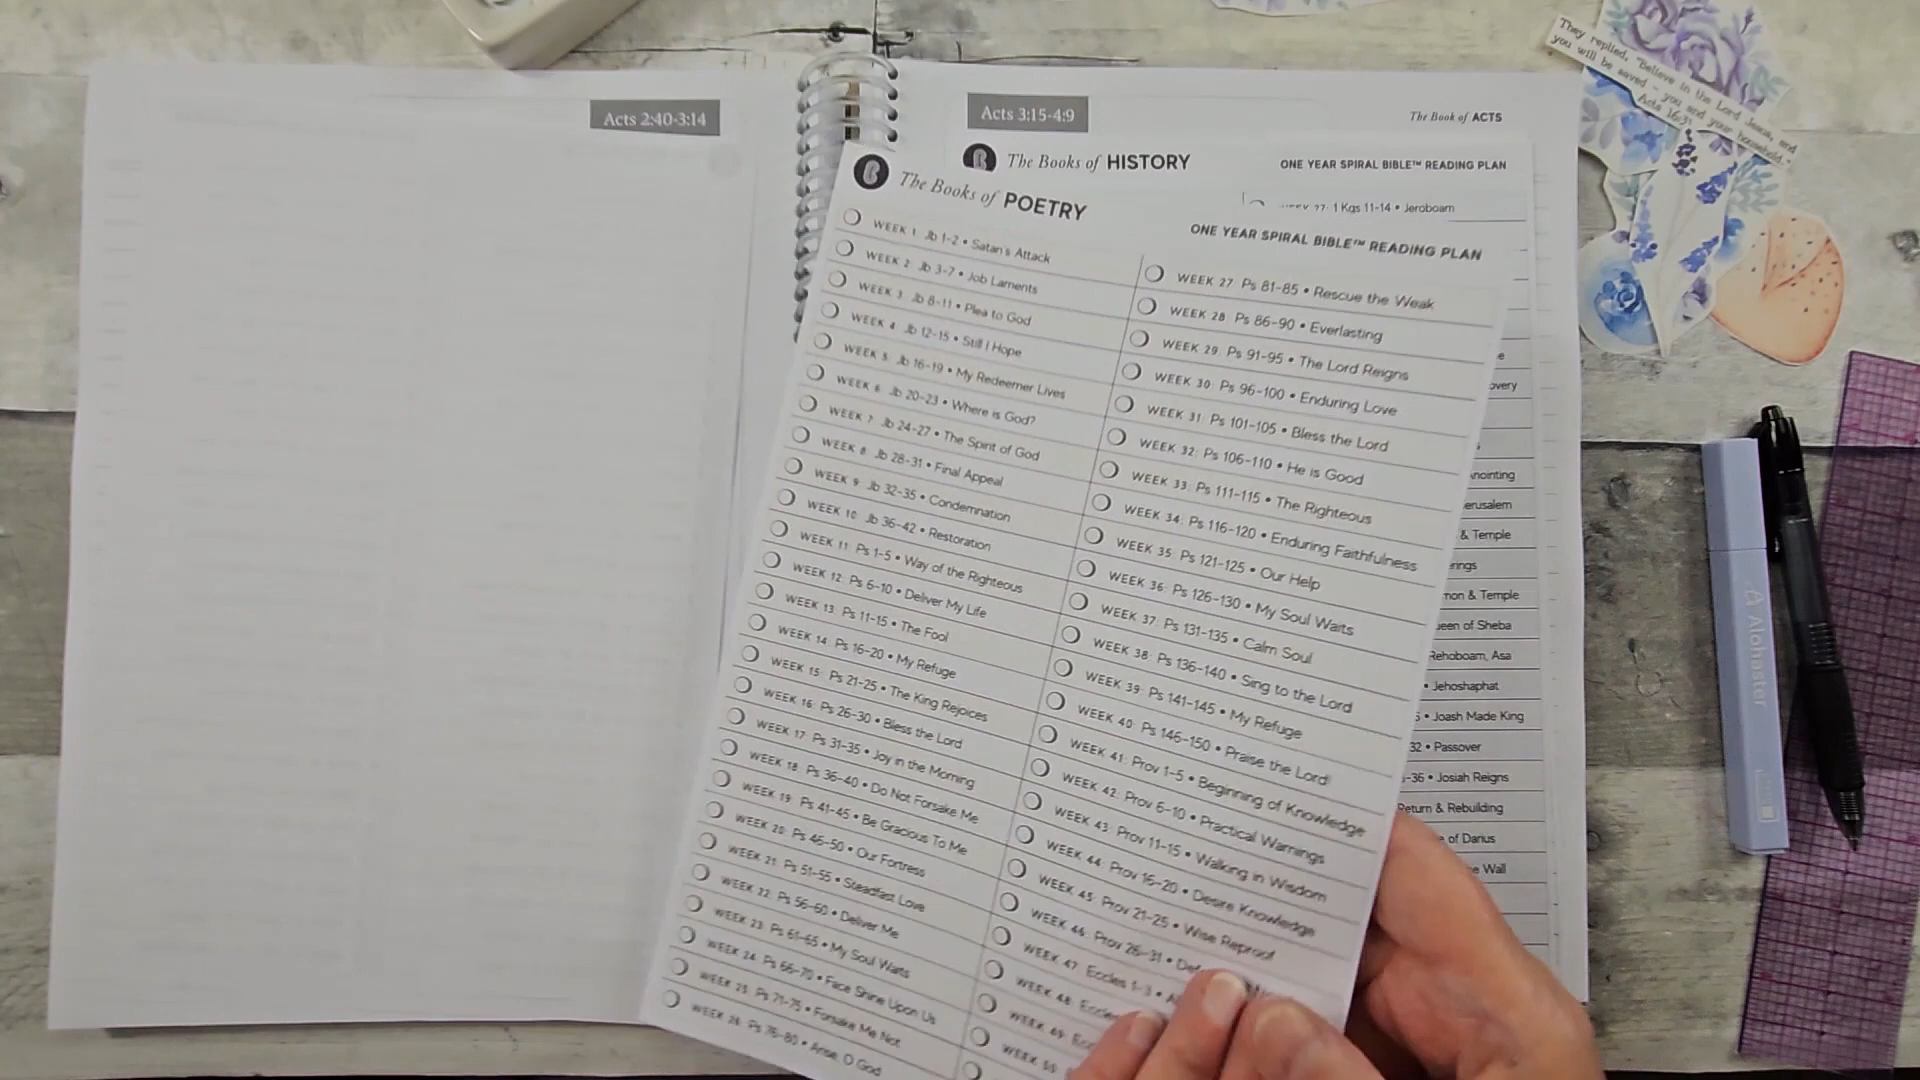 Acts 2:40-3:14
Acts 3:15-4:9
The Book of ACTS
The Books of HISTORY
ONE YEAR SPIRAL BIBLE™ READING PLAN
1 Kgs 11-14 • Jeroboam
The Books of POETRY
ONE YEAR SPIRAL BIBLE™ READING PLAN
WEEK 1: Jb 1-2 • Satan's Attack
WEEK 2: Jb 3-7 • Job Laments
WEEK 3: Jb 8-11 • Plea to God
WEEK 4: Jb 12-15 • Still I Hope
WEEK 5: Jb 16-19 • My Redeemer Lives
WEEK 6: Jb 20-23 • Where is God?
WEEK 7: Jb 24-27 • The Spirit of God
WEEK 8: Jb 28-31 • Final Appeal
WEEK 9: Jb 32-35 • Condemnation
WEEK 10: Jb 36-42 • Restoration
WEEK 11: Ps 1-5 • Way of the Righteous
WEEK 12: Ps 6-10 • Deliver My Life
WEEK 13: Ps 11-15 • The Fool
WEEK 14: Ps 16-20 • My Refuge
WEEK 15: Ps 21-25 • The King Rejoices
WEEK 16: Ps 26-30 • Bless the Lord
WEEK 17: Ps 31-35 • Joy in the Morning
WEEK 18: Ps 36-40 • Do Not Forsake Me
WEEK 19: Ps 41-45 • Be Gracious To Me
WEEK 20: Ps 46-50 • Our Fortress
WEEK 21: Ps 51-55 • Steadfast Love
WEEK 22: Ps 56-60 • Deliver Me
WEEK 23: Ps 61-65 • My Soul Waits
WEEK 24: Ps 66-70 • Face Shine Upon Us
WEEK 25: Ps 71-75 • Forsake Me Not
WEEK 26: Ps 76-80 • Arise, O God
WEEK 27: Ps 81-85 • Rescue the Weak
WEEK 28: Ps 86-90 • Everlasting
WEEK 29: Ps 91-95 • The Lord Reigns
WEEK 30: Ps 96-100 • Enduring Love
WEEK 31: Ps 101-105 • Bless the Lord
WEEK 32: Ps 106-110 • He is Good
WEEK 33: Ps 111-115 • The Righteous
WEEK 34: Ps 116-120 • Enduring Faithfulness
WEEK 35: Ps 121-125 • Our Help
WEEK 36: Ps 126-130 • My Soul Waits
WEEK 37: Ps 131-135 • Calm Soul
WEEK 38: Ps 136-140 • Sing to the Lord
WEEK 39: Ps 141-145 • My Refuge
WEEK 40: Ps 146-150 • Praise the Lord!
WEEK 41: Prov 1-5 • Beginning of Knowledge
WEEK 42: Prov 6-10 • Practical Warnings
WEEK 43: Prov 11-15 • Walking in Wisdom
WEEK 44: Prov 16-20 • Desire Knowledge
WEEK 45: Prov 21-25 • Wise Reproof
WEEK 46: Prov 26-31 •
WEEK 47: Eccles 1-3 •
WEEK 48: Eccles
WEEK 49:
WEEK 50:
& Temple
& Temple
Queen of Sheba
Rehoboam, Asa
• Jehoshaphat
• Joash Made King
32 • Passover
-36 • Josiah Reigns
Return & Rebuilding
of Darius
Wall
They replied, "Believe in the Lord Jesus, and
you will be saved - you and your household."
Acts 16:31
Alohaster